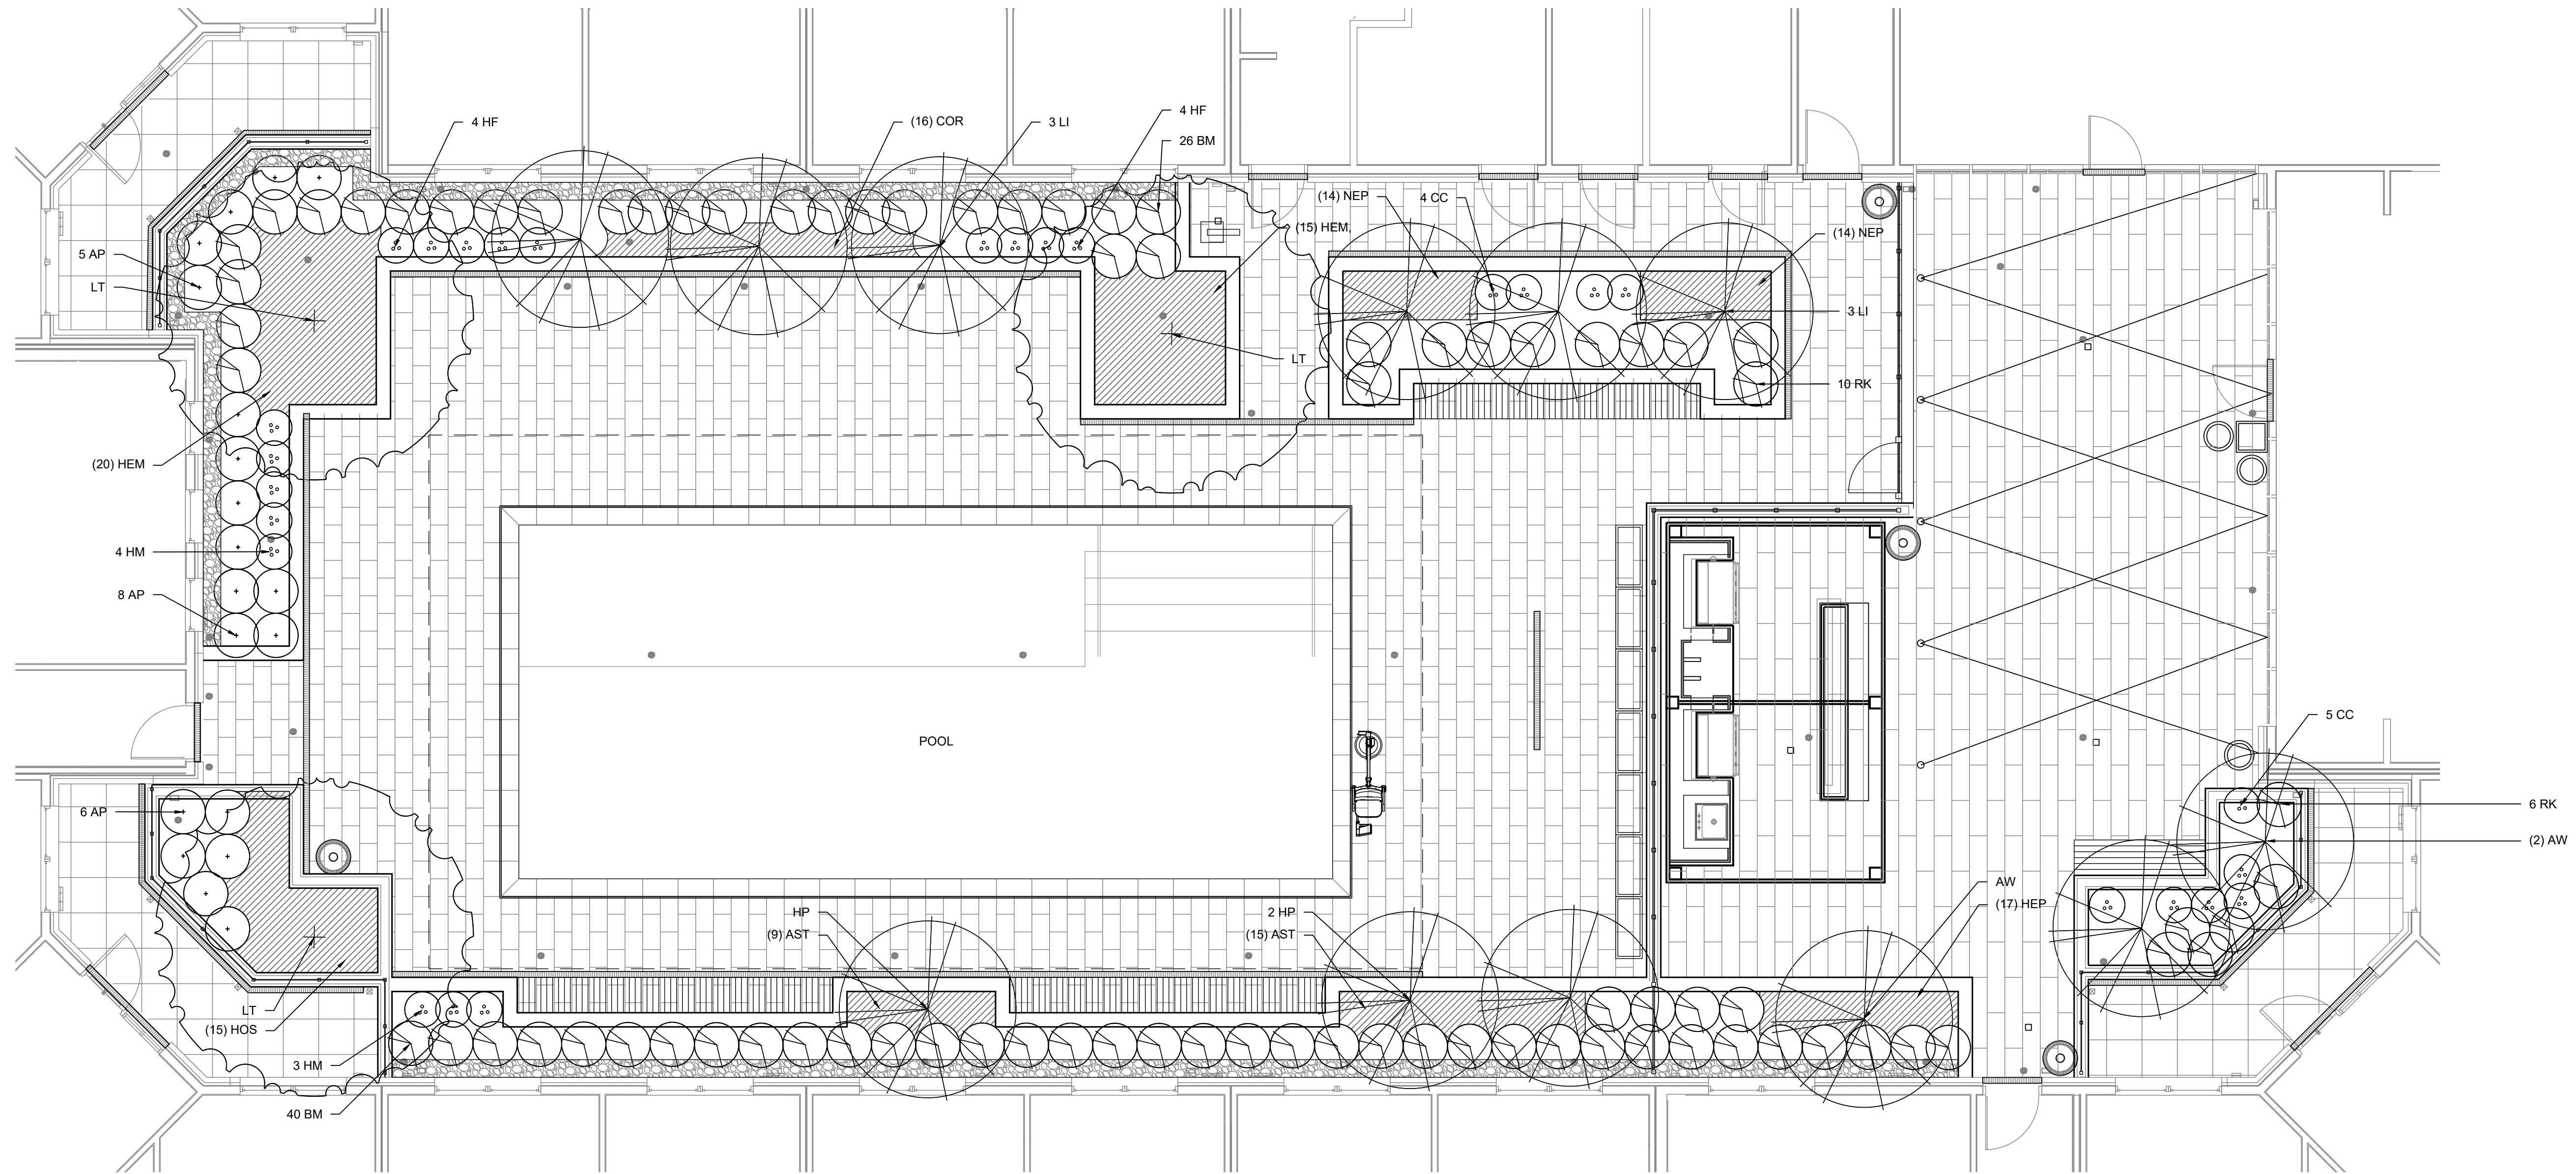 4 HF
(16) COR
3 LI
4 HF
26 BM
(14) NEP
4 CC
(15) HEM
(14) NEP
5 AP
LT
3 LI
LT
10 RK
(20) HEM
4 HM
8 AP
POOL
5 CC
6 AP
6 RK
(2) AW
HP
(9) AST
2 HP
(15) AST
AW
(17) HEP
LT
(15) HOS
3 HM
40 BM